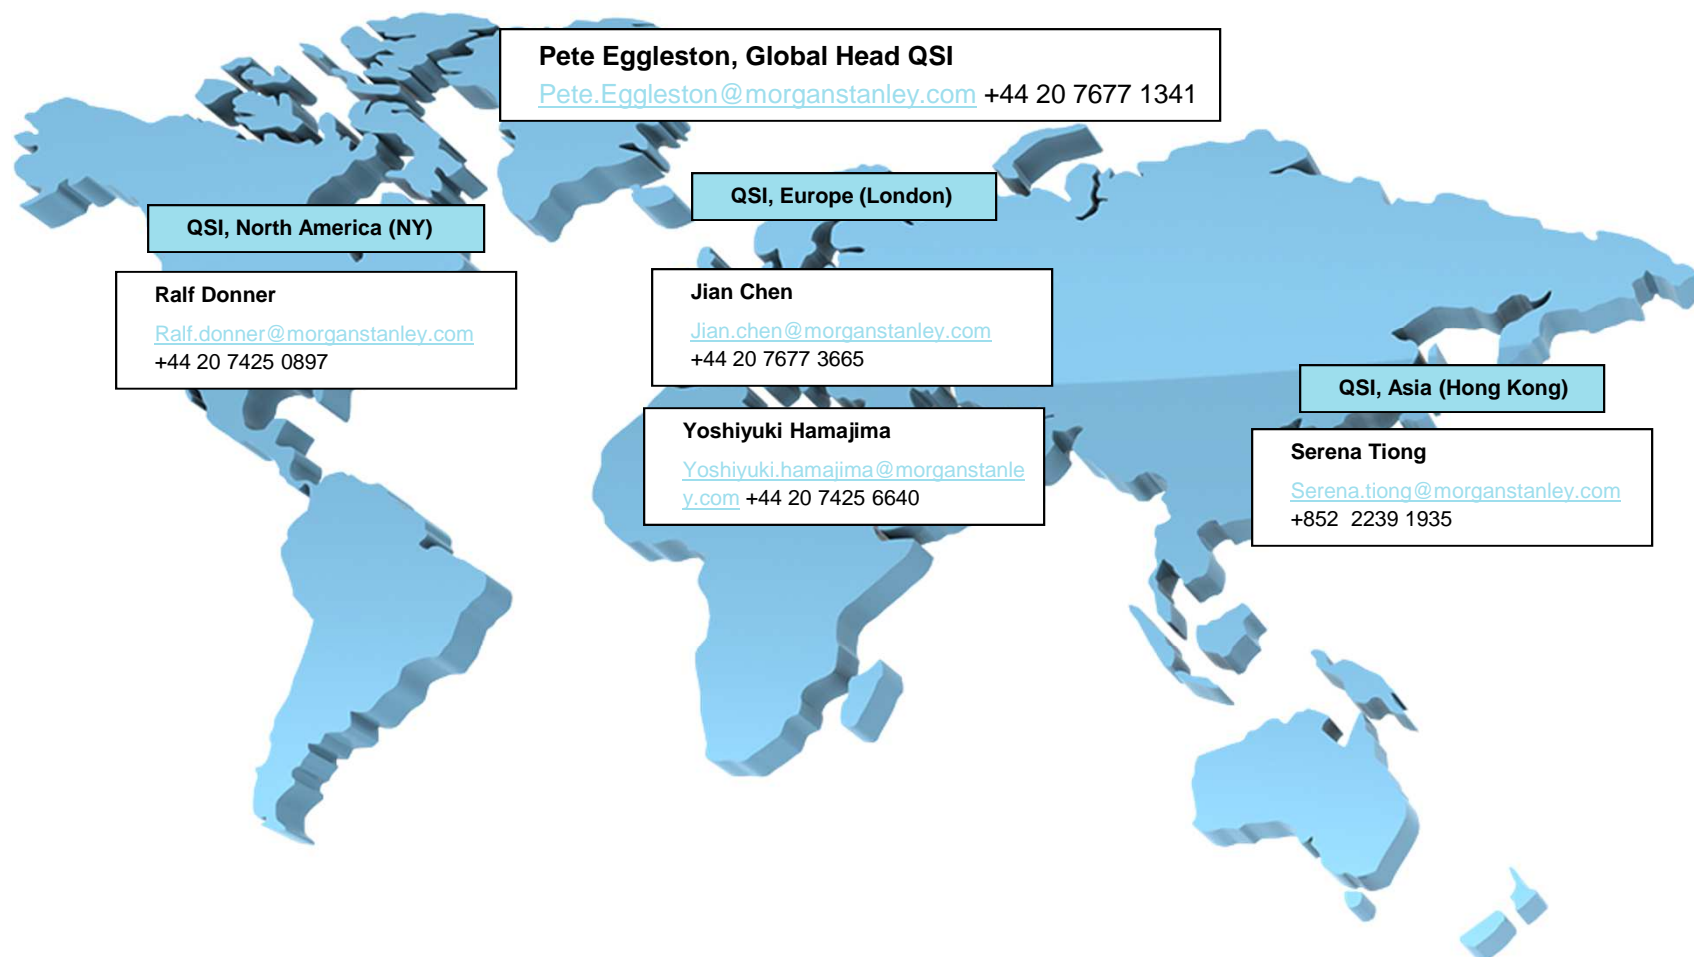 Pete Eggleston, Global Head QSI
Pete.Eggleston@morganstanley.com +44 20 7677 1341
QSI, North America (NY)
Ralf Donner
Ralf.donner@morganstanley.com
+44 20 7425 0897
QSI, Europe (London)
Jian Chen
Jian.chen@morganstanley.com
+44 20 7677 3665
Yoshiyuki Hamajima
Yoshiyuki.hamajima@morganstanle
y.com +44 20 7425 6640
QSI, Asia (Hong Kong)
Serena Tiong
Serena.tiong@morganstanley.com
+852  2239 1935